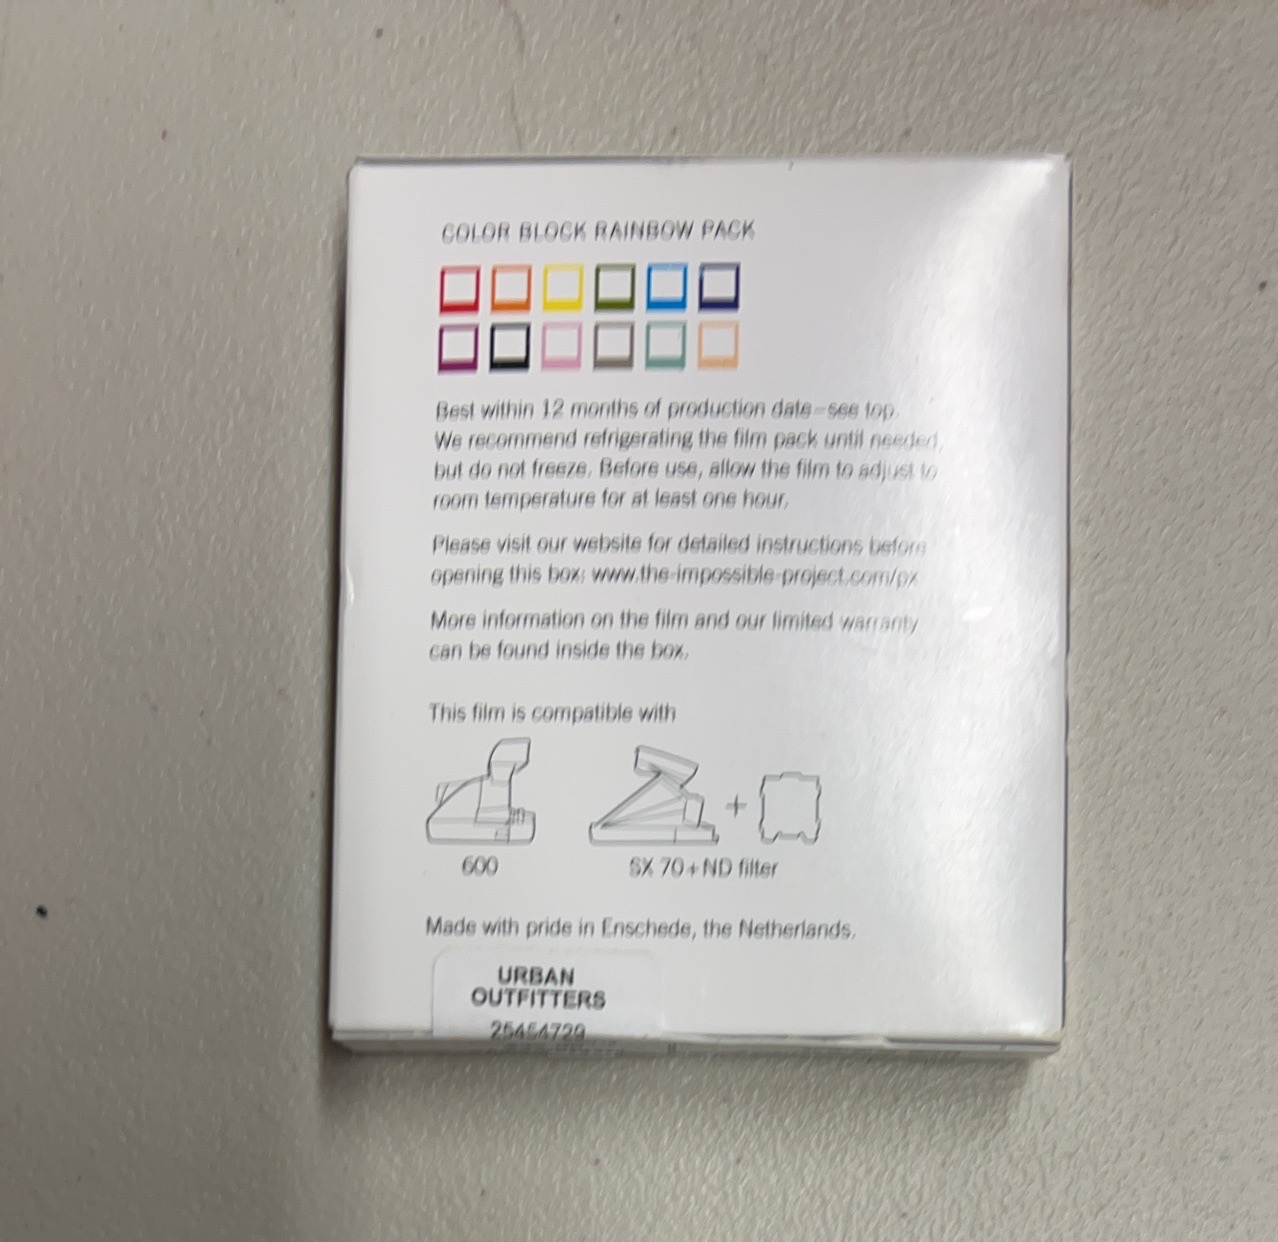 COLOR BLOCK RAINBOW PACK
Best within 12 months of production date–see top.
We recommend refrigerating the film pack until needed,
but do not freeze. Before use, allow the film to adjust to
room temperature for at least one hour.
Please visit our website for detailed instructions before
opening this box: www.the-impossible-project.com/px
More information on the film and our limited warranty
can be found inside the box.
This film is compatible with
+
600
SX 70+ND filter
Made with pride in Enschede, the Netherlands.
URBAN
OUTFITTERS
25454729